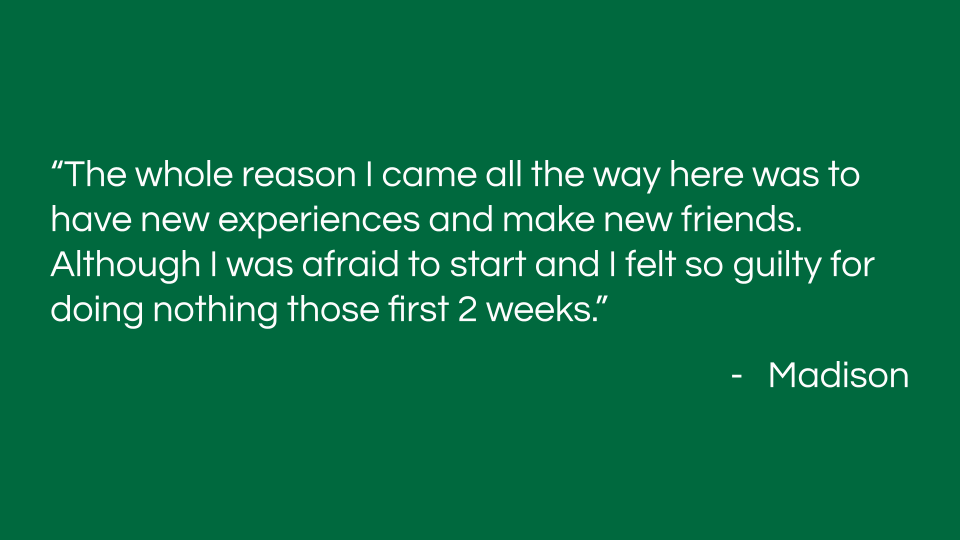 “The whole reason I came all the way here was to
have new experiences and make new friends.
Although I was afraid to start and I felt so guilty for
doing nothing those first 2 weeks.”
- Madison